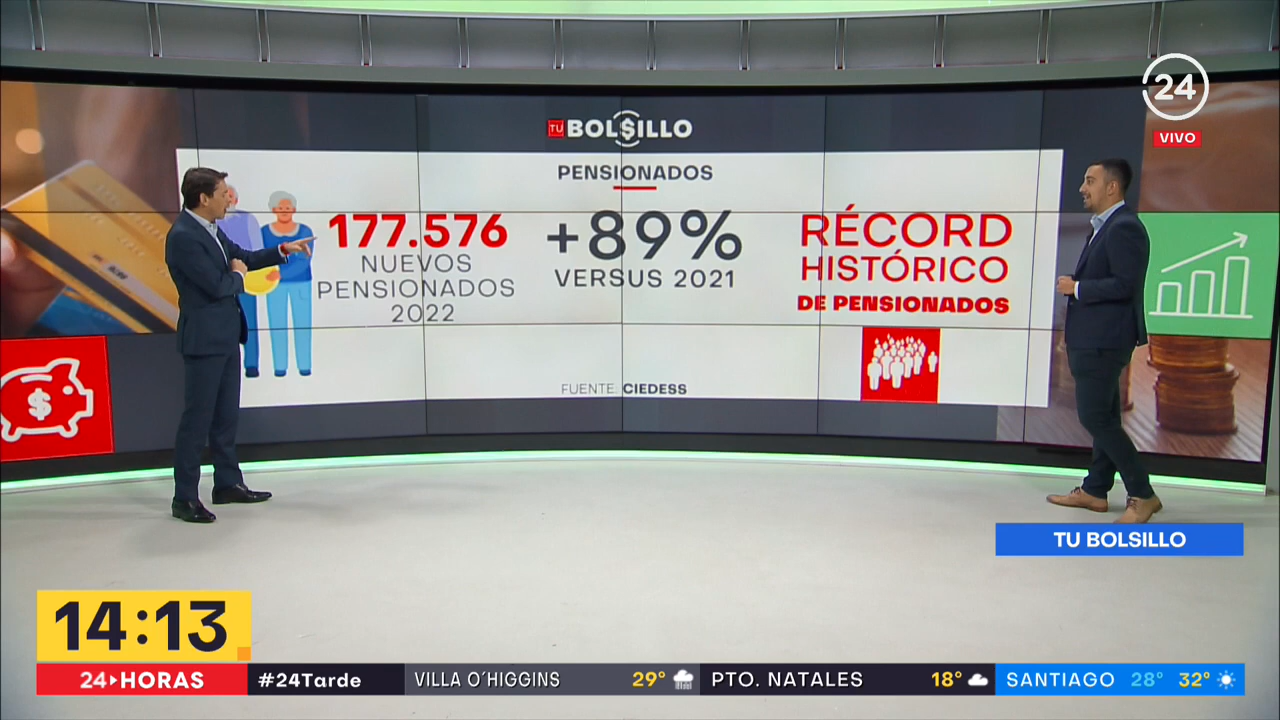 24
VIVO
TU BOLSILLO
PENSIONADOS
177.576
NUEVOS
PENSIONADOS
2022
+89%
VERSUS 2021
RÉCORD
HISTÓRICO
DE PENSIONADOS
FUENTE: CIEDESS
TU BOLSILLO
14:13
24 HORAS
#24Tarde
VILLA O´HIGGINS 29°
PTO. NATALES 18°
SANTIAGO 28° 32°